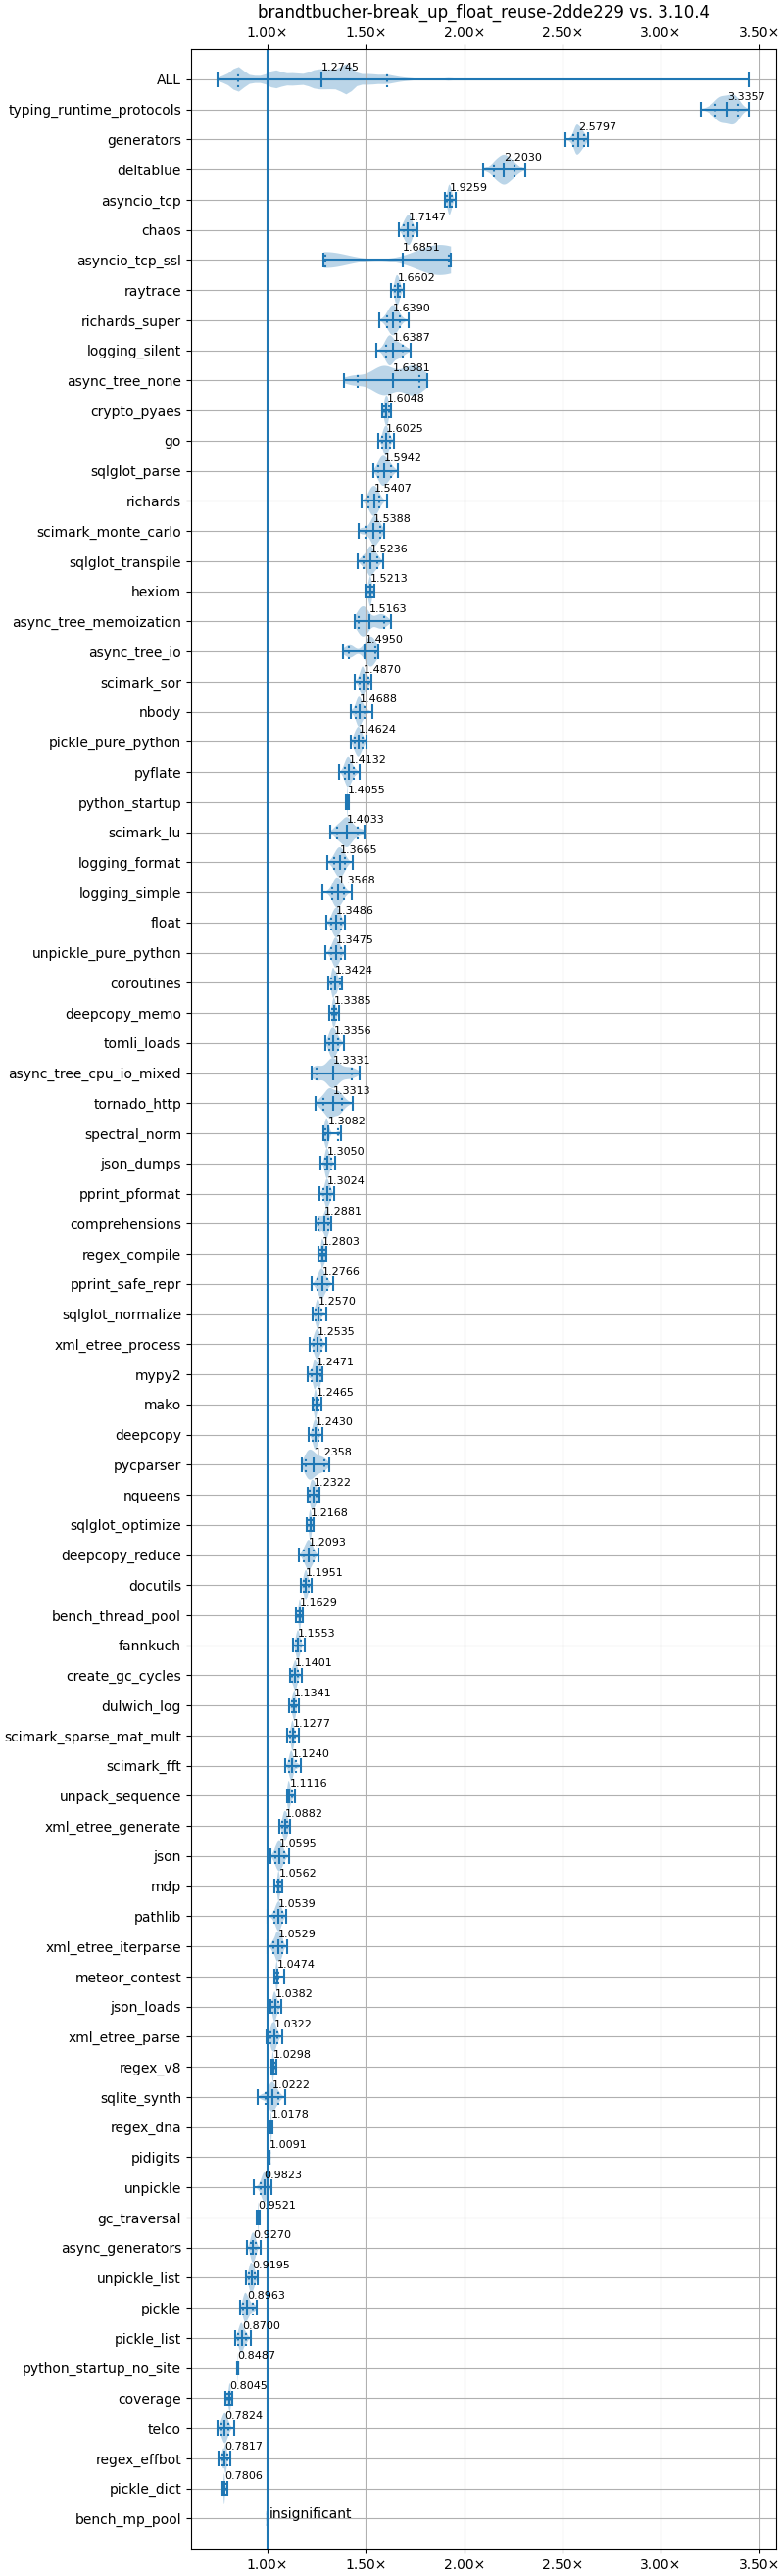 brandtbucher-break_up_float_reuse-2dde229 vs. 3.10.4
1.00× 1.50× 2.00× 2.50× 3.00× 3.50×
ALL 1.2745
typing_runtime_protocols 3.3357
generators 2.5797
deltablue 2.2030
asyncio_tcp 1.9259
chaos 1.7147
asyncio_tcp_ssl 1.6851
raytrace 1.6602
richards_super 1.6390
logging_silent 1.6387
async_tree_none 1.6381
crypto_pyaes 1.6048
go 1.6025
sqlglot_parse 1.5942
richards 1.5407
scimark_monte_carlo 1.5388
sqlglot_transpile 1.5236
hexiom 1.5213
async_tree_memoization 1.5163
async_tree_io 1.4950
scimark_sor 1.4870
nbody 1.4688
pickle_pure_python 1.4624
pyflate 1.4132
python_startup 1.4055
scimark_lu 1.4033
logging_format 1.3665
logging_simple 1.3568
float 1.3486
unpickle_pure_python 1.3475
coroutines 1.3424
deepcopy_memo 1.3385
tomli_loads 1.3356
async_tree_cpu_io_mixed 1.3331
tornado_http 1.3313
spectral_norm 1.3082
json_dumps 1.3050
pprint_pformat 1.3024
comprehensions 1.2881
regex_compile 1.2803
pprint_safe_repr 1.2766
sqlglot_normalize 1.2570
xml_etree_process 1.2535
mypy2 1.2471
mako 1.2465
deepcopy 1.2430
pycparser 1.2358
nqueens 1.2322
sqlglot_optimize 1.2168
deepcopy_reduce 1.2093
docutils 1.1951
bench_thread_pool 1.1629
fannkuch 1.1553
create_gc_cycles 1.1401
dulwich_log 1.1341
scimark_sparse_mat_mult 1.1277
scimark_fft 1.1240
unpack_sequence 1.1116
xml_etree_generate 1.0882
json 1.0595
mdp 1.0562
pathlib 1.0539
xml_etree_iterparse 1.0529
meteor_contest 1.0474
json_loads 1.0382
xml_etree_parse 1.0322
regex_v8 1.0298
sqlite_synth 1.0222
regex_dna 1.0178
pidigits 1.0091
unpickle 0.9823
gc_traversal 0.9521
async_generators 0.9270
unpickle_list 0.9195
pickle 0.8963
pickle_list 0.8700
python_startup_no_site 0.8487
coverage 0.8045
telco 0.7824
regex_effbot 0.7817
pickle_dict 0.7806
bench_mp_pool insignificant
1.00× 1.50× 2.00× 2.50× 3.00× 3.50×